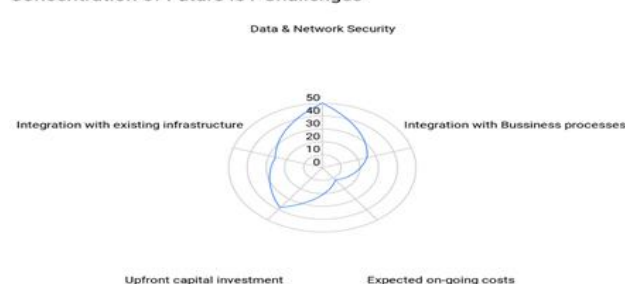 Data & Network Security
50
40
30
20
10
0
Integration with existing infrastructure
Integration with Bussiness processes
Upfront capital investment
Expected on-going costs